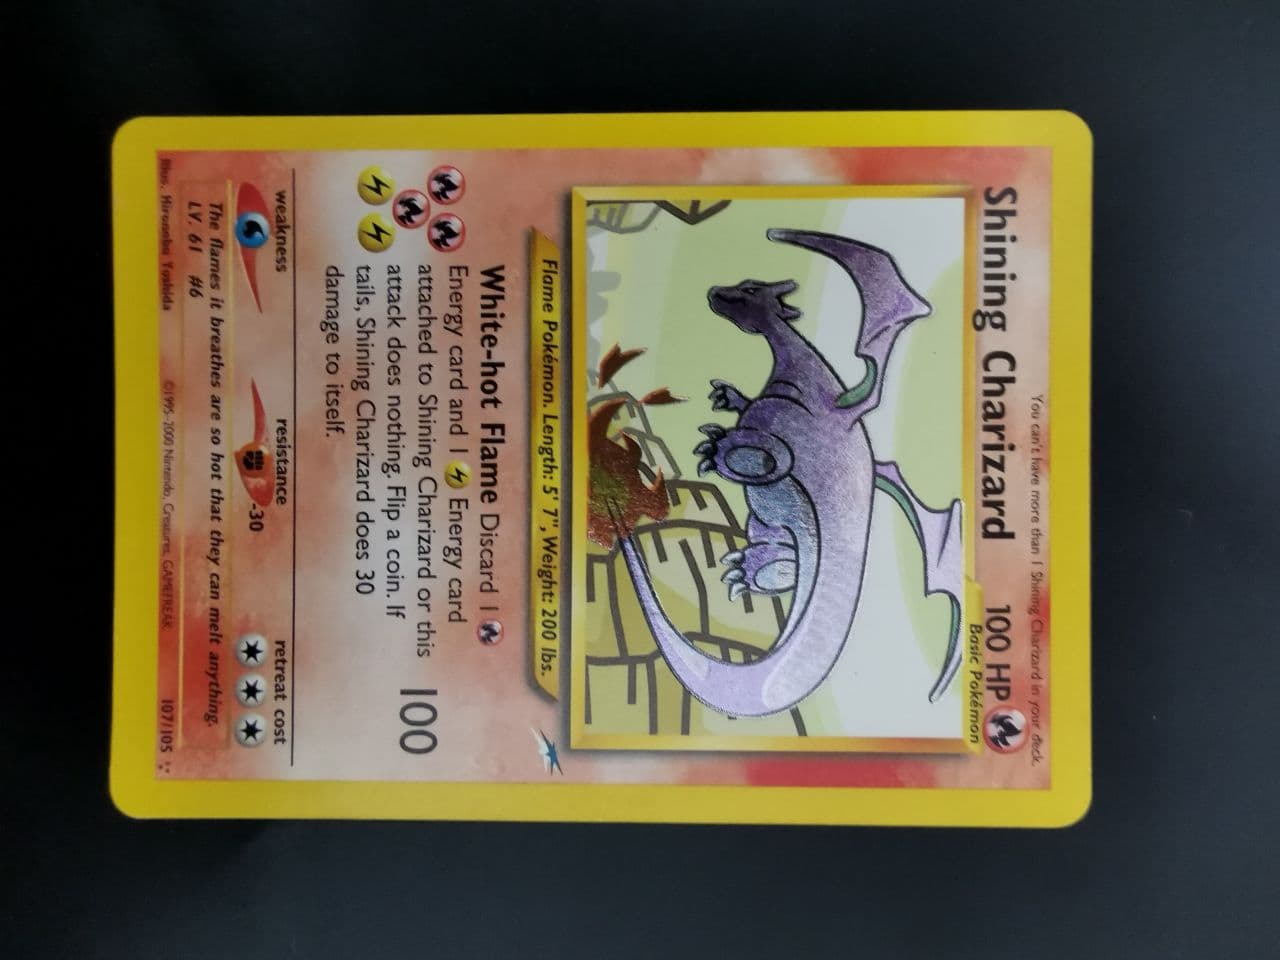 You can't have more than 1 Shining Charizard in your deck.
Shining Charizard 100 HP
Basic Pokémon
Flame Pokémon. Length: 5' 7", Weight: 200 lbs.
White-hot Flame Discard 1
Energy card and 1 Energy card
attached to Shining Charizard or this
attack does nothing. Flip a coin. If
tails, Shining Charizard does 30
damage to itself.
100
weakness resistance retreat cost
-30
The flames it breathes are so hot that they can melt anything.
LV. 61 #6
Illus. Hironobu Yoshida ©1995-2000 Nintendo, Creatures, GAMEFREAK. 107/105